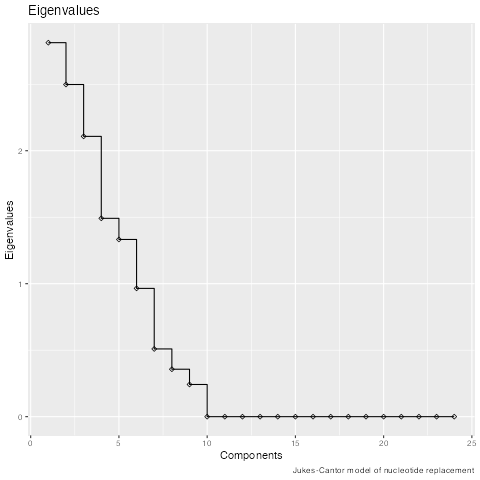 Eigenvalues
Eigenvalues
2
1
0
0
5
10
15
20
25
Components
Jukes-Cantor model of nucleotide replacement